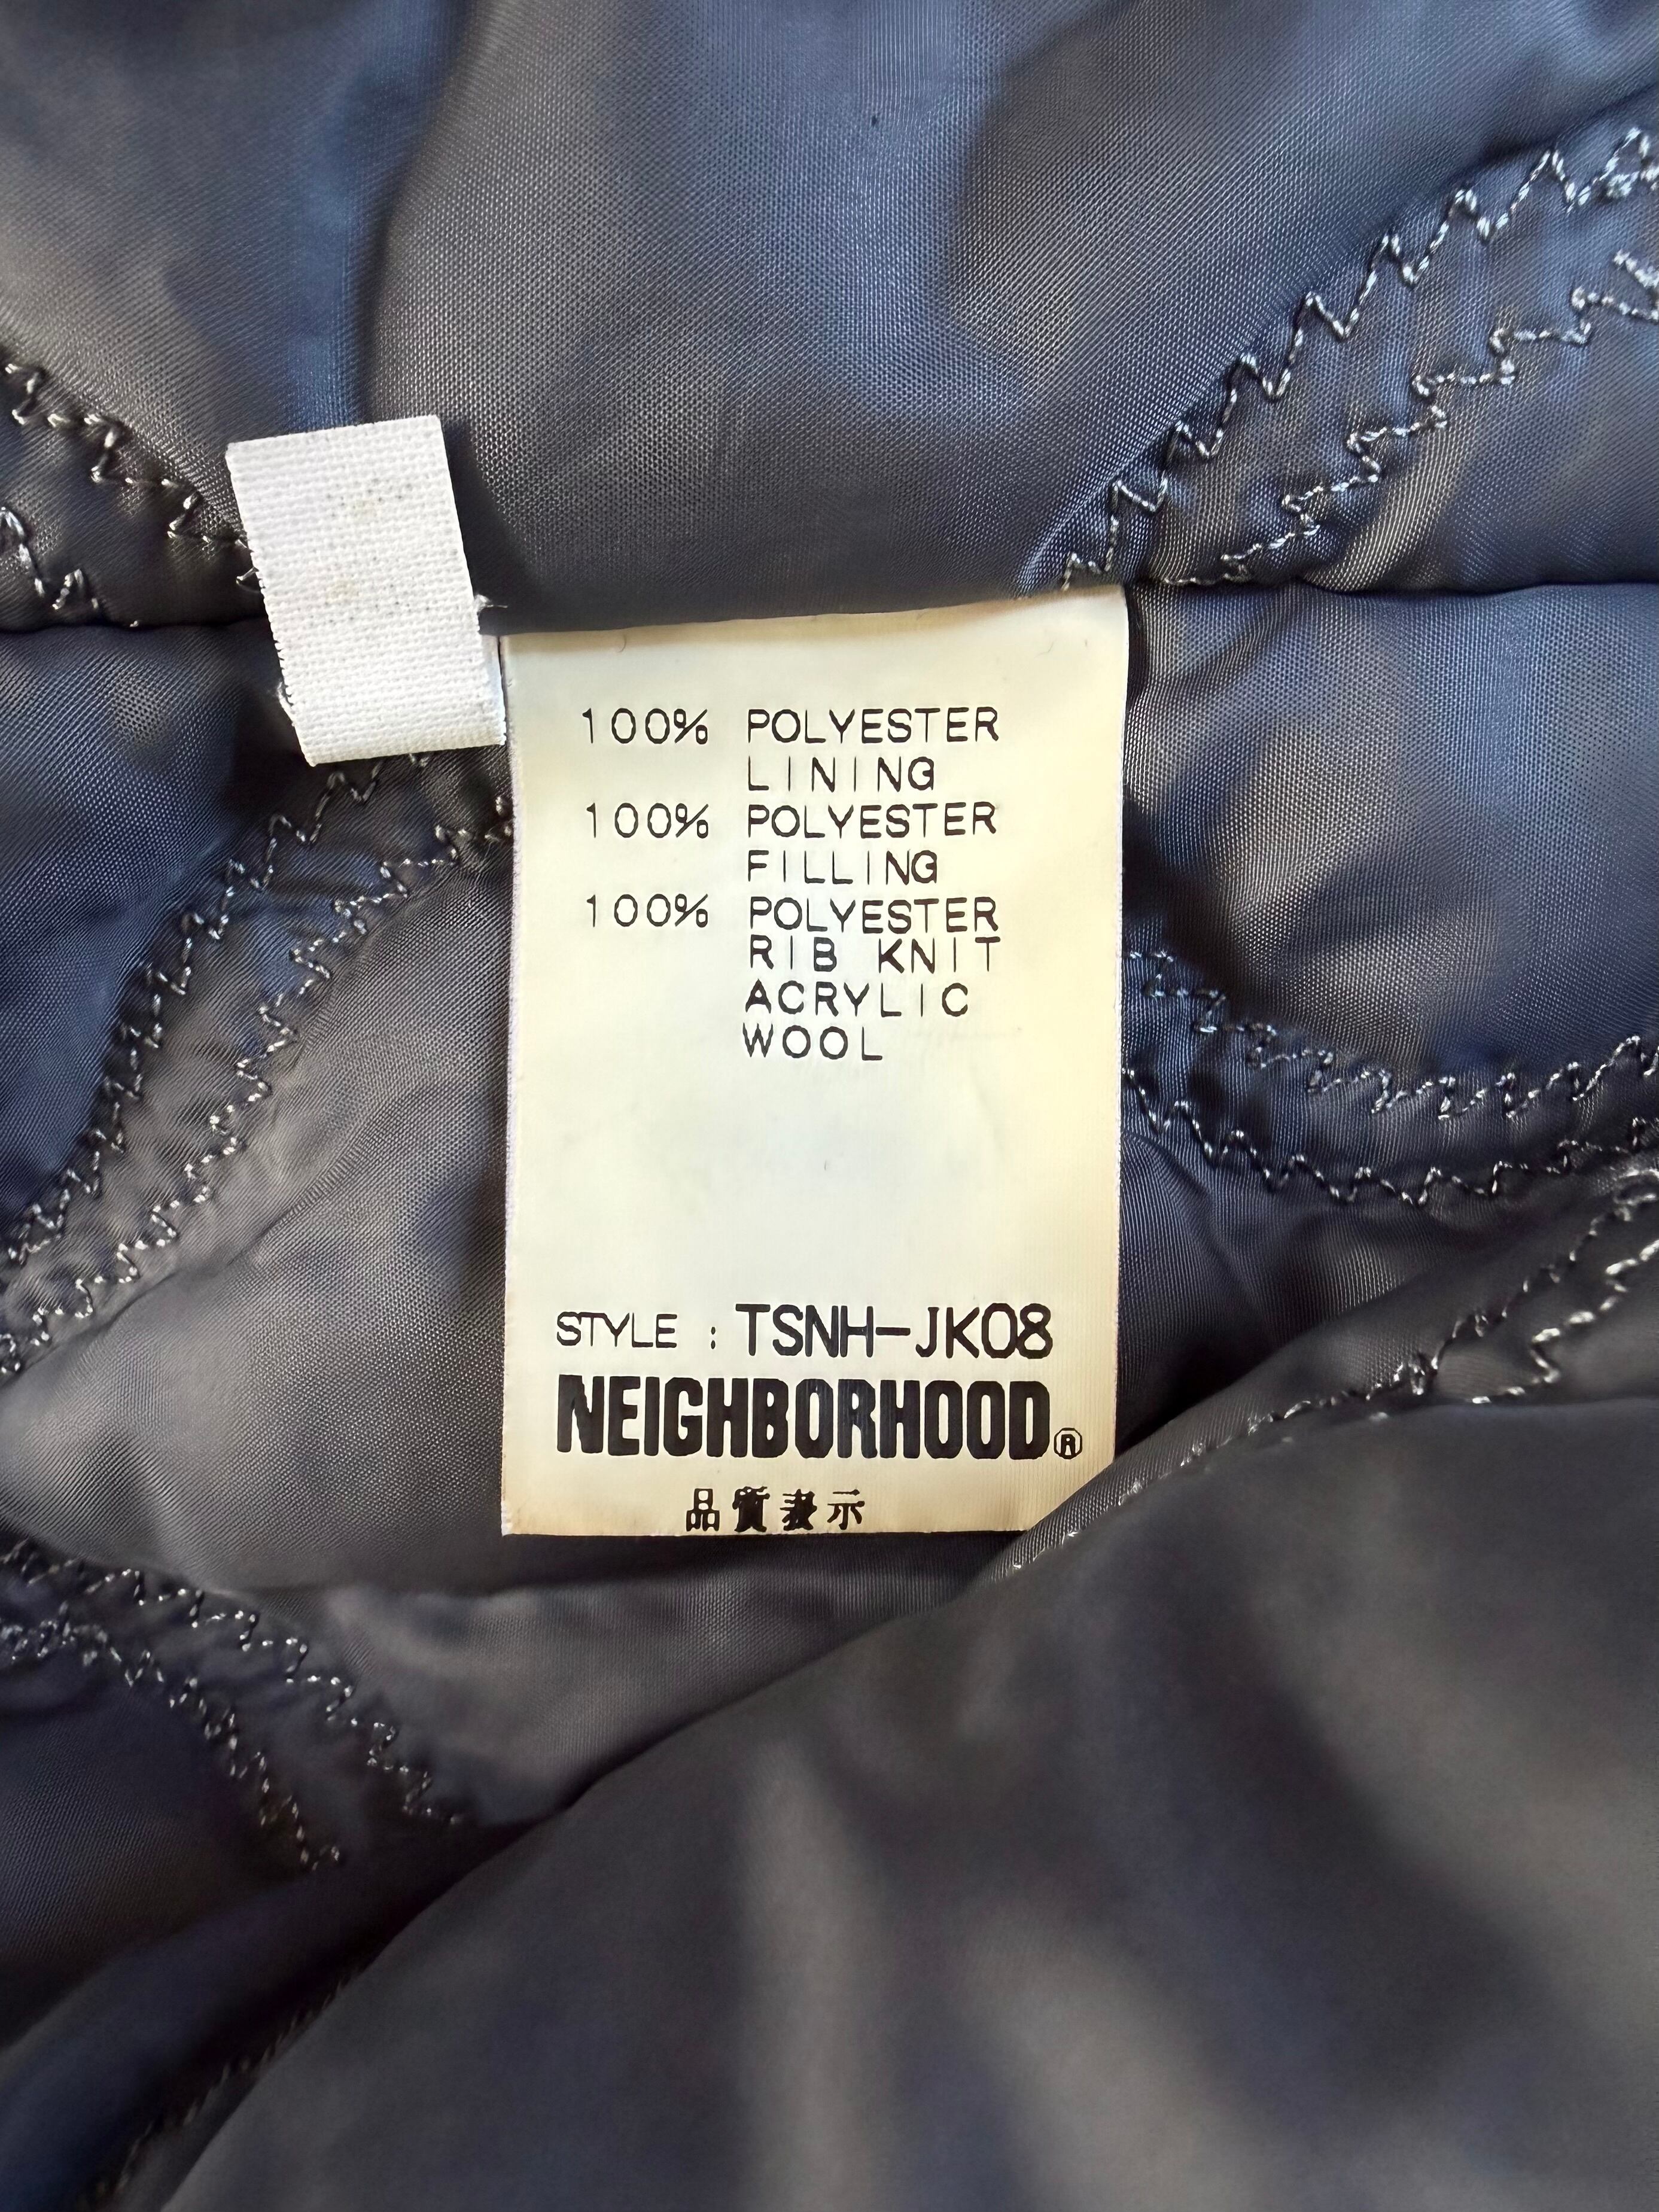 100% POLYESTER
LINING
100% POLYESTER
FILLING
100% POLYESTER
RIB KNIT
ACRYLIC
WOOL
STYLE : TSNH-JK08
NEIGHBORHOOD®
品質表示